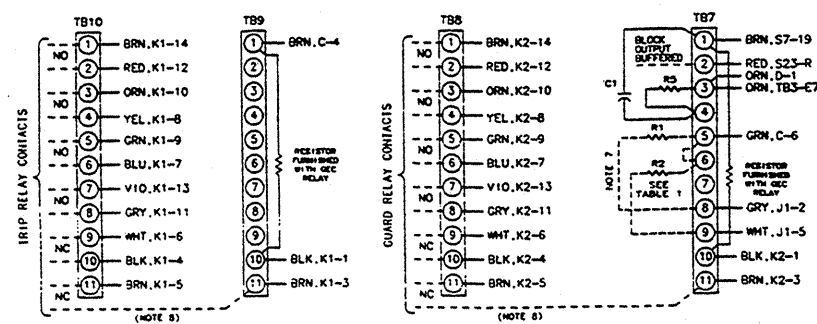 TB10
TB9
TB8
TB7
TRIP RELAY CONTACTS
NO
NO
NO
NO
NC
NC
1 BRN.K1-14
2 RED.K1-12
3 ORN.K1-10
4 YEL.K1-8
5 GRN.K1-9
6 BLU.K1-7
7 VIO.K1-13
8 GRY.K1-11
9 WHT.K1-6
10 BLK.K1-4
11 BRN.K1-5
(NOTE 8)
1 BRN.C-4
2
3
4
5
6
7
8
9
10 BLK.K1-1
11 BRN.K1-3
RESISTOR
FURNISHED
WITH GEC
RELAY
GUARD RELAY CONTACTS
NO
NO
NO
NO
NC
NC
1 BRN.K2-14
2 RED.K2-12
3 ORN.K2-10
4 YEL.K2-8
5 GRN.K2-9
6 BLU.K2-7
7 VIO.K2-13
8 GRY.K2-11
9 WHT.K2-6
10 BLK.K2-4
11 BRN.K2-5
(NOTE 8)
BLOCK
OUTPUT
BUFFERED
C1
R5
R1
R2
SEE
TABLE 1
NOTE 7
1 BRN.S7-19
2 RED.S23-R
ORN.D-1
3 ORN.TB3-E7
4
5 GRN.C-6
6
7
8 GRY.J1-2
9 WHT.J1-5
10 BLK.K2-1
11 BRN.K2-3
RESISTOR
FURNISHED
WITH GEC
RELAY